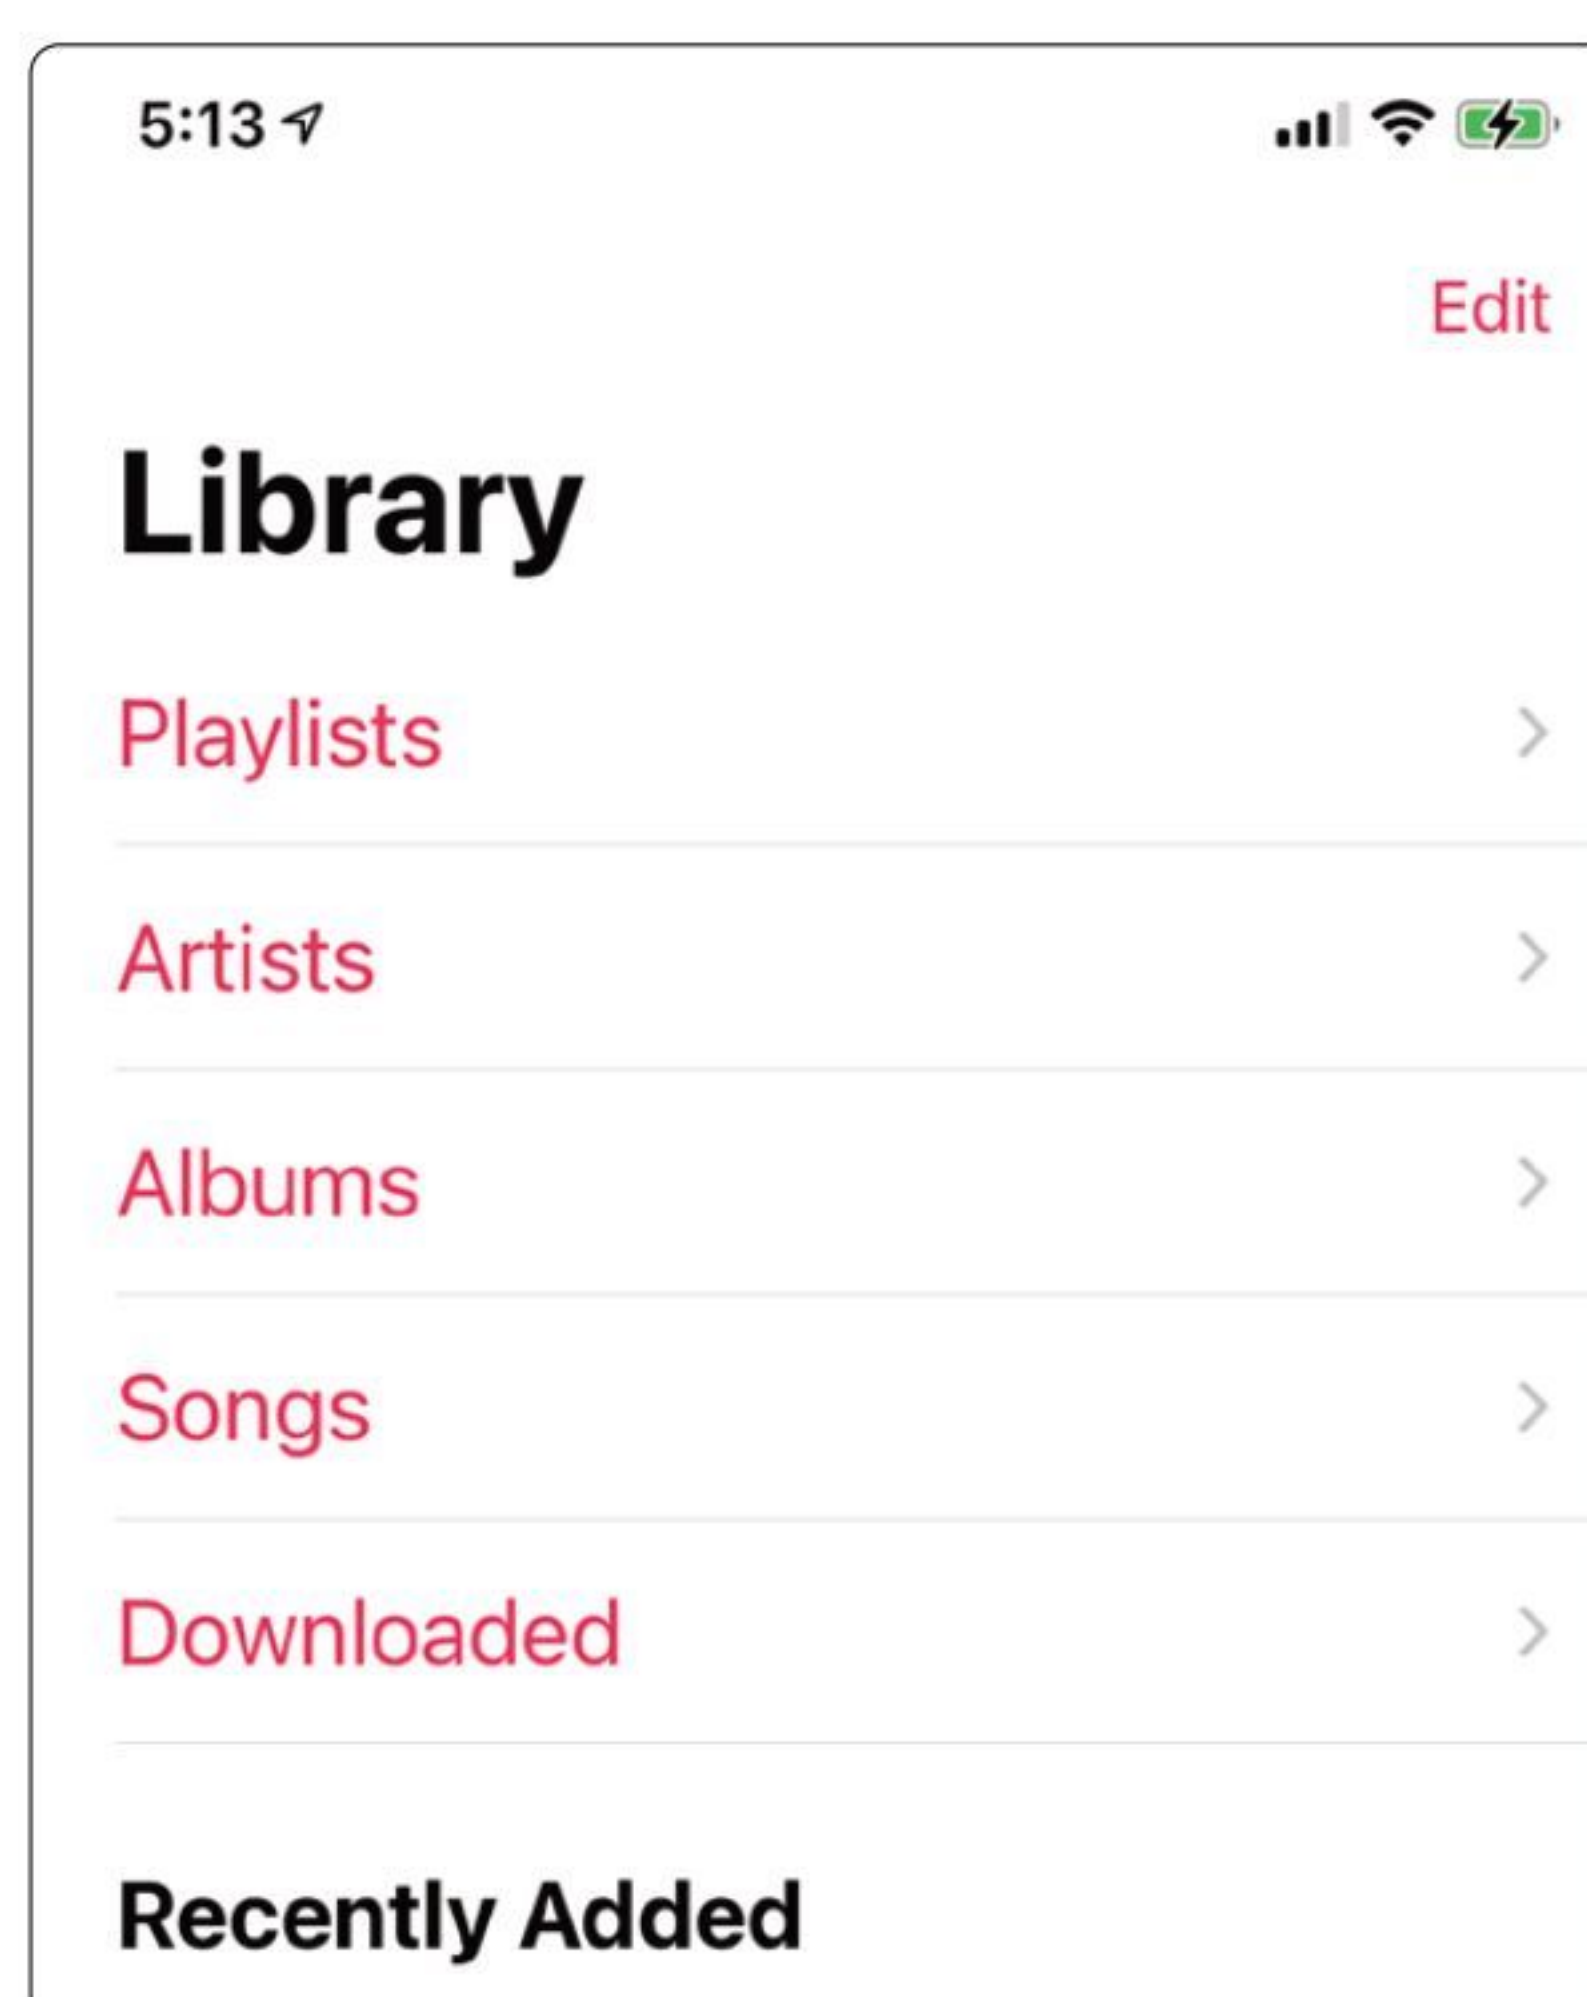 5:13
Edit
Library
Playlists
Artists
Albums
Songs
Downloaded
Recently Added